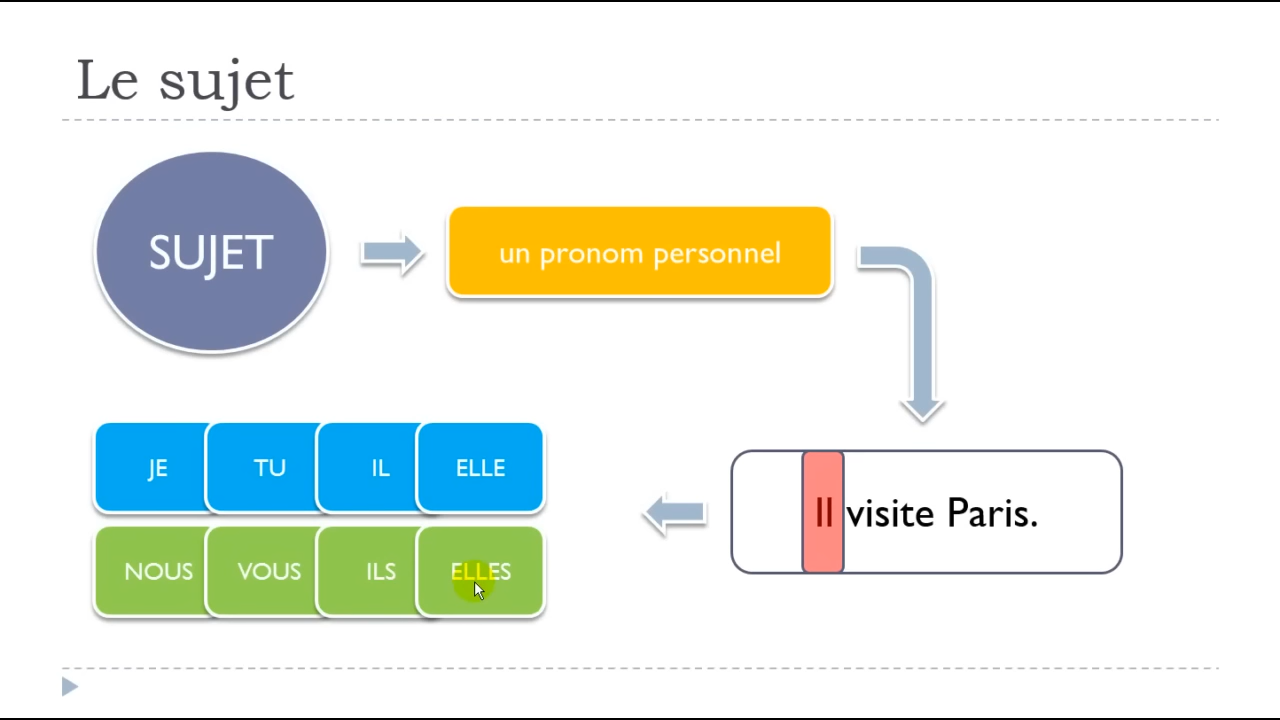 Le sujet
SUJET
un pronom personnel
JE TU IL ELLE
Il visite Paris.
NOUS VOUS ILS ELLES